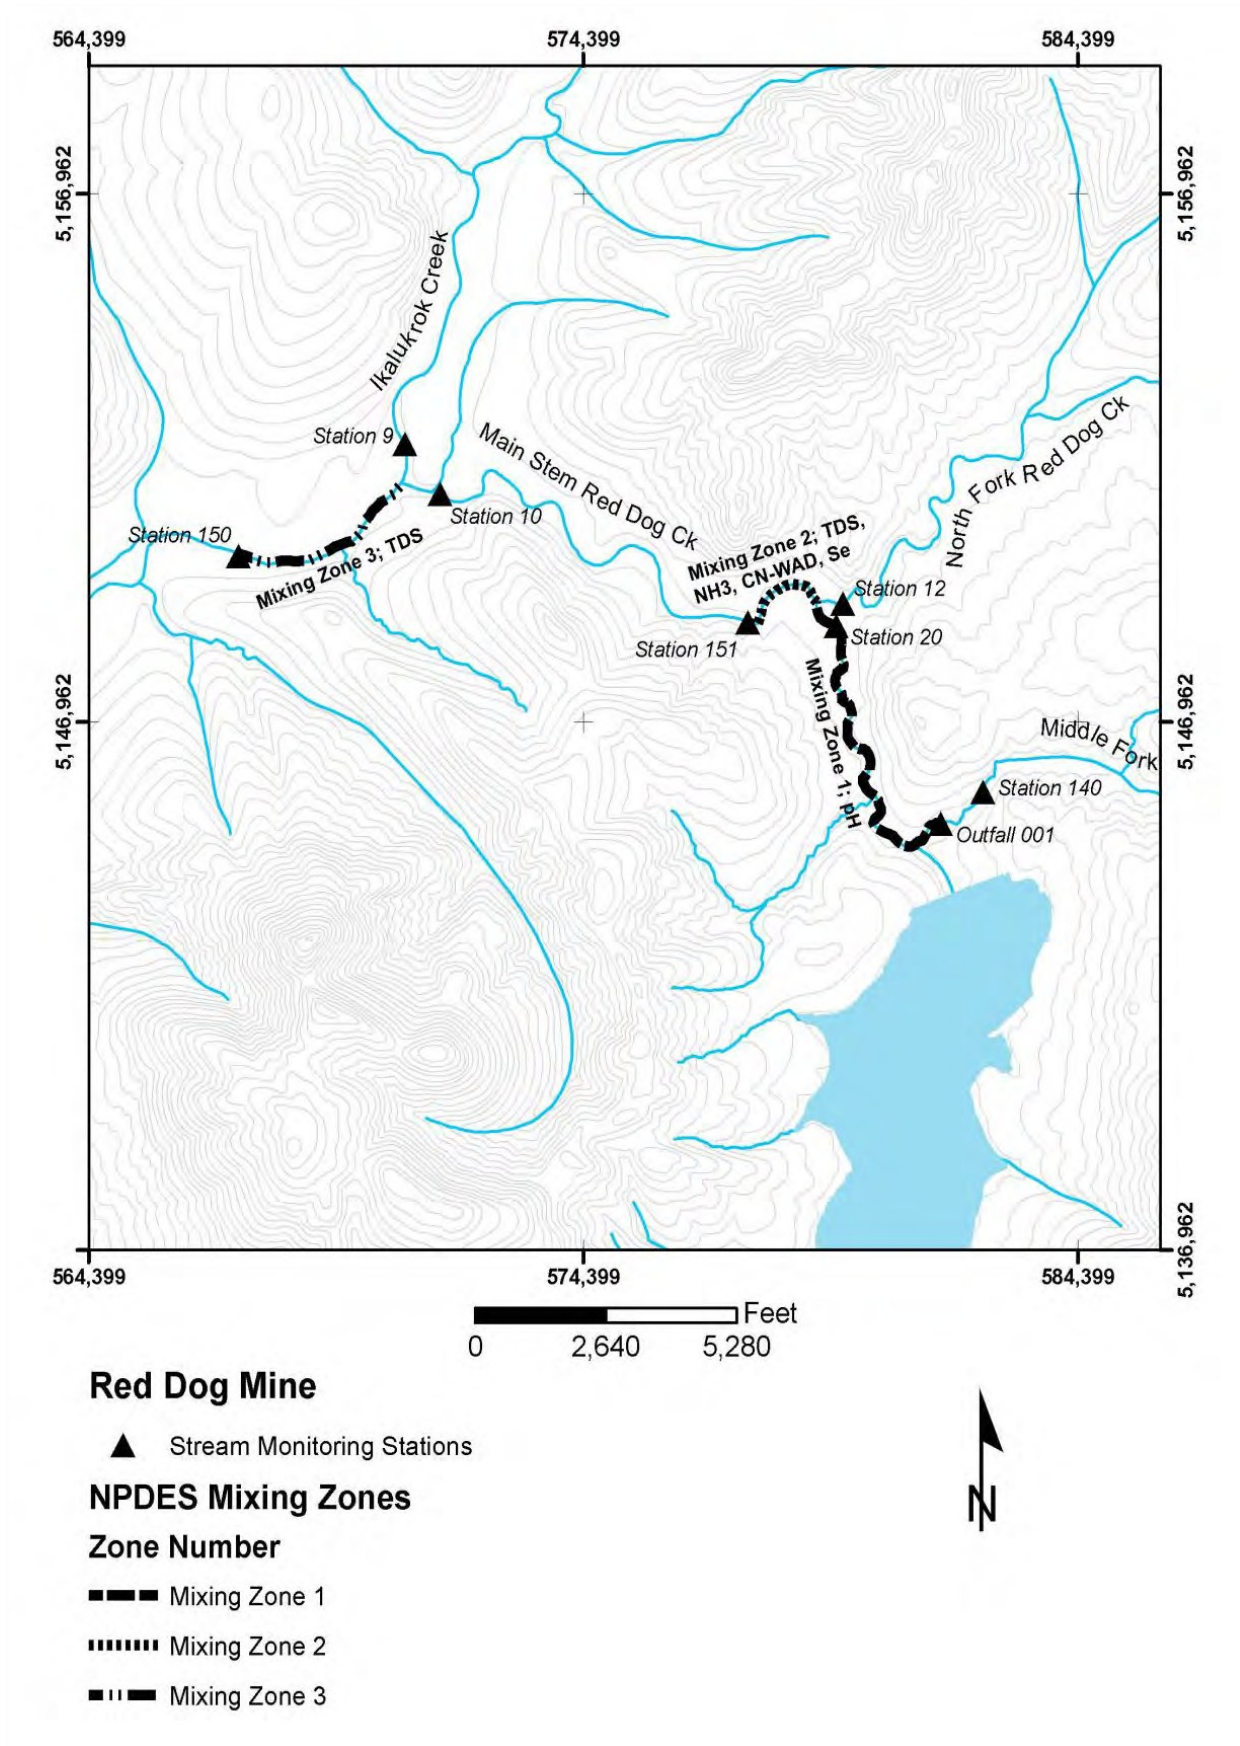 564,399 574,399 584,399
5,156,962
5,156,962
Ikalukrok Creek
Station 9
Main Stem Red Dog Ck
North Fork Red Dog Ck
Station 10
Station 150
Mixing Zone 3; TDS
Mixing Zone 2; TDS,
NH3, CN-WAD, Se
Station 12
Station 20
Station 151
5,146,962
5,146,962
Mixing Zone 1; pH
Middle Fork
Station 140
Outfall 001
5,136,962
564,399 574,399 584,399
Feet
0 2,640 5,280
Red Dog Mine
Stream Monitoring Stations
N
NPDES Mixing Zones
Zone Number
Mixing Zone 1
Mixing Zone 2
Mixing Zone 3